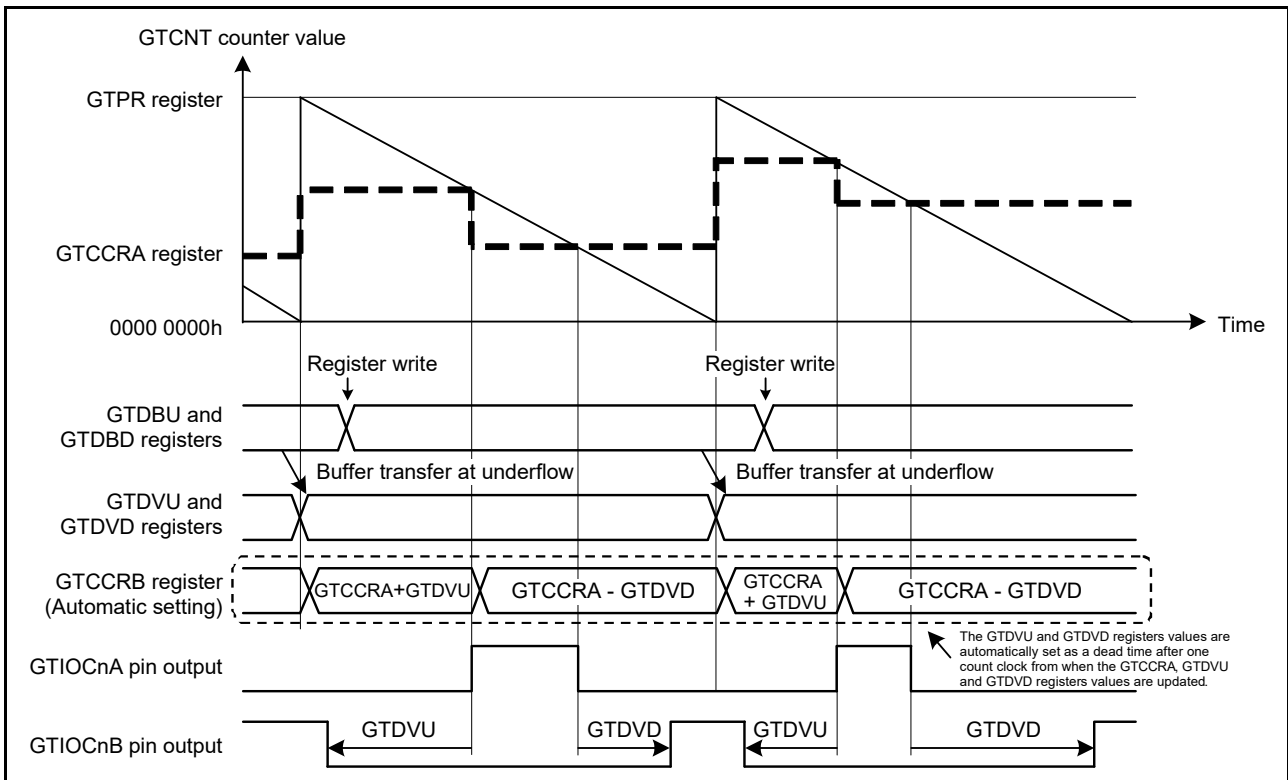 GTCNT counter value
GTPR register
GTCCRA register
0000 0000h
Time
Register write
Register write
GTDBU and
GTDBD registers
Buffer transfer at underflow
Buffer transfer at underflow
GTDVU and
GTDVD registers
GTCCRB register
(Automatic setting)
GTCCRA+GTDVU
GTCCRA - GTDVD
GTCCRA
+ GTDVU
GTCCRA - GTDVD
The GTDVU and GTDVD registers values are
automatically set as a dead time after one
count clock from when the GTCCRA, GTDVU
and GTDVD registers values are updated.
GTIOCnA pin output
GTIOCnB pin output
GTDVU
GTDVD
GTDVU
GTDVD